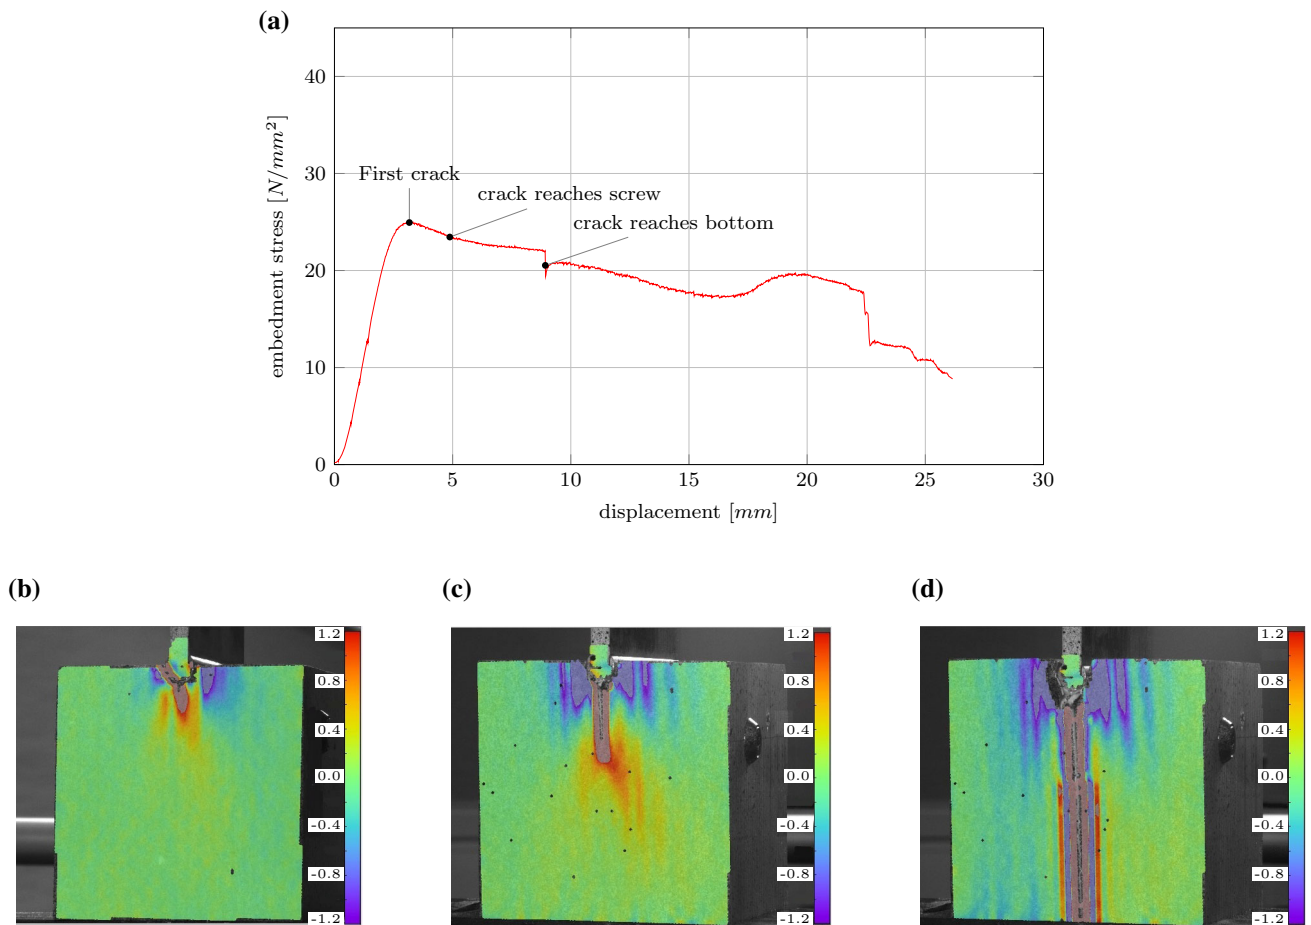 (a)
40
30
20
10
0
embedment stress [N/mm²]
First crack
crack reaches screw
crack reaches bottom
0 5 10 15 20 25 30
displacement [mm]
(b) (c) (d)
1.2 1.2 1.2
0.8 0.8 0.8
0.4 0.4 0.4
0.0 0.0 0.0
-0.4 -0.4 -0.4
-0.8 -0.8 -0.8
-1.2 -1.2 -1.2